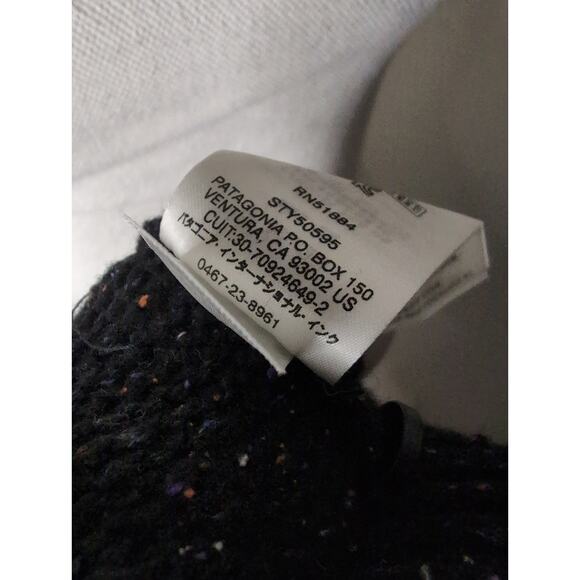 RN51884
STY50595
PATAGONIA P.O. BOX 150
VENTURA, CA 93002 US
CUIT:30-70924649-2
パタゴニア・インターナショナル・インク
0467-23-8961